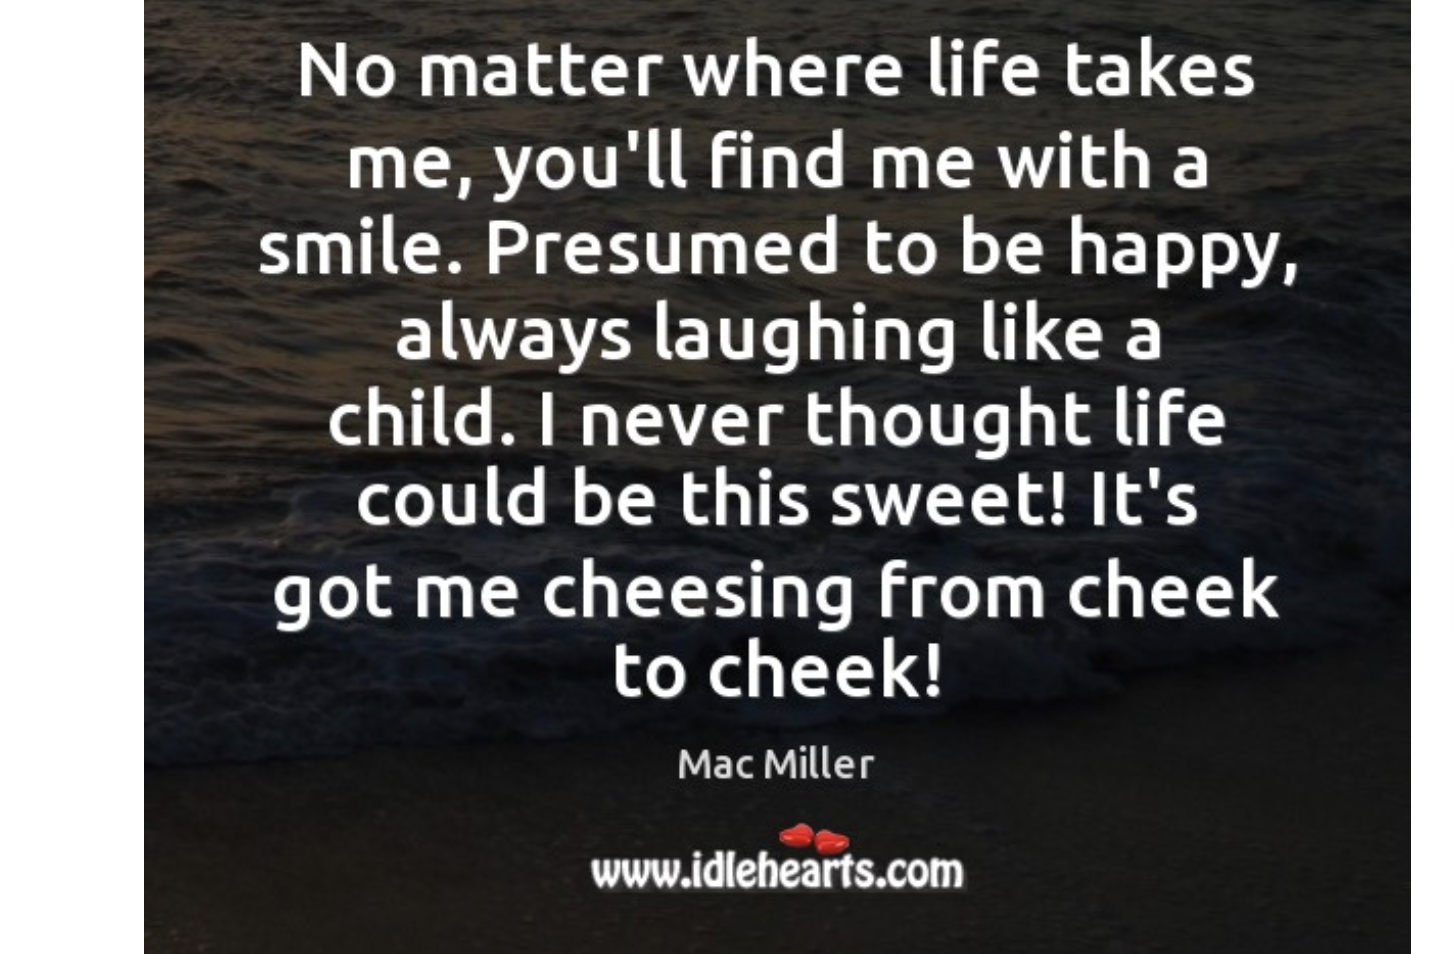 No matter where life takes
me, you'll find me with a
smile. Presumed to be happy,
always laughing like a
child. I never thought life
could be this sweet! It's
got me cheesing from cheek
to cheek!
Mac Miller
www.idlehearts.com